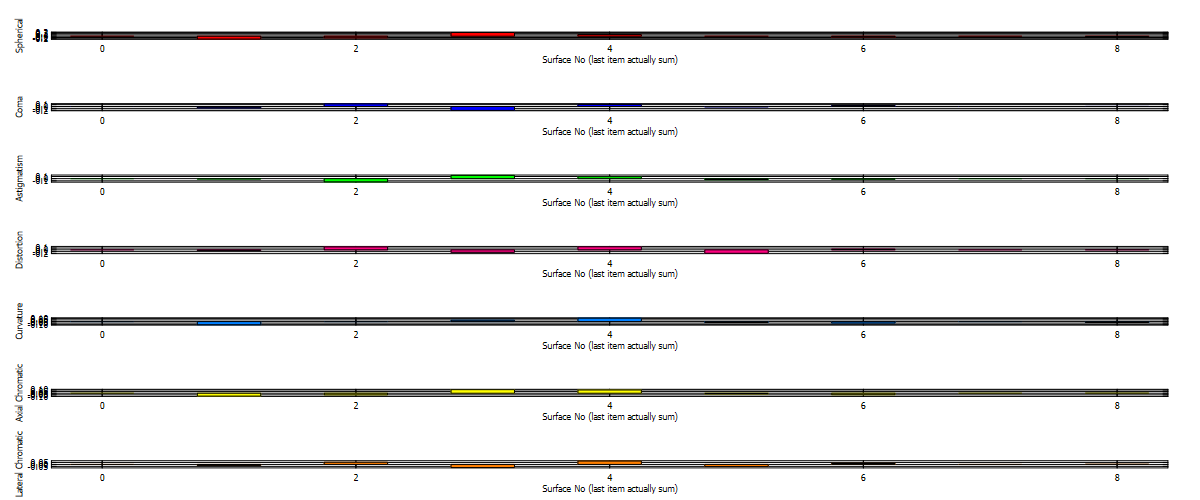 Spherical
0 2 4 6 8
Surface No (last item actually sum)
Coma
0 2 4 6 8
Surface No (last item actually sum)
Astigmatism
0 2 4 6 8
Surface No (last item actually sum)
Distortion
0 2 4 6 8
Surface No (last item actually sum)
Curvature
0 2 4 6 8
Surface No (last item actually sum)
Axial Chromatic
0 2 4 6 8
Surface No (last item actually sum)
Lateral Chromatic
0 2 4 6 8
Surface No (last item actually sum)